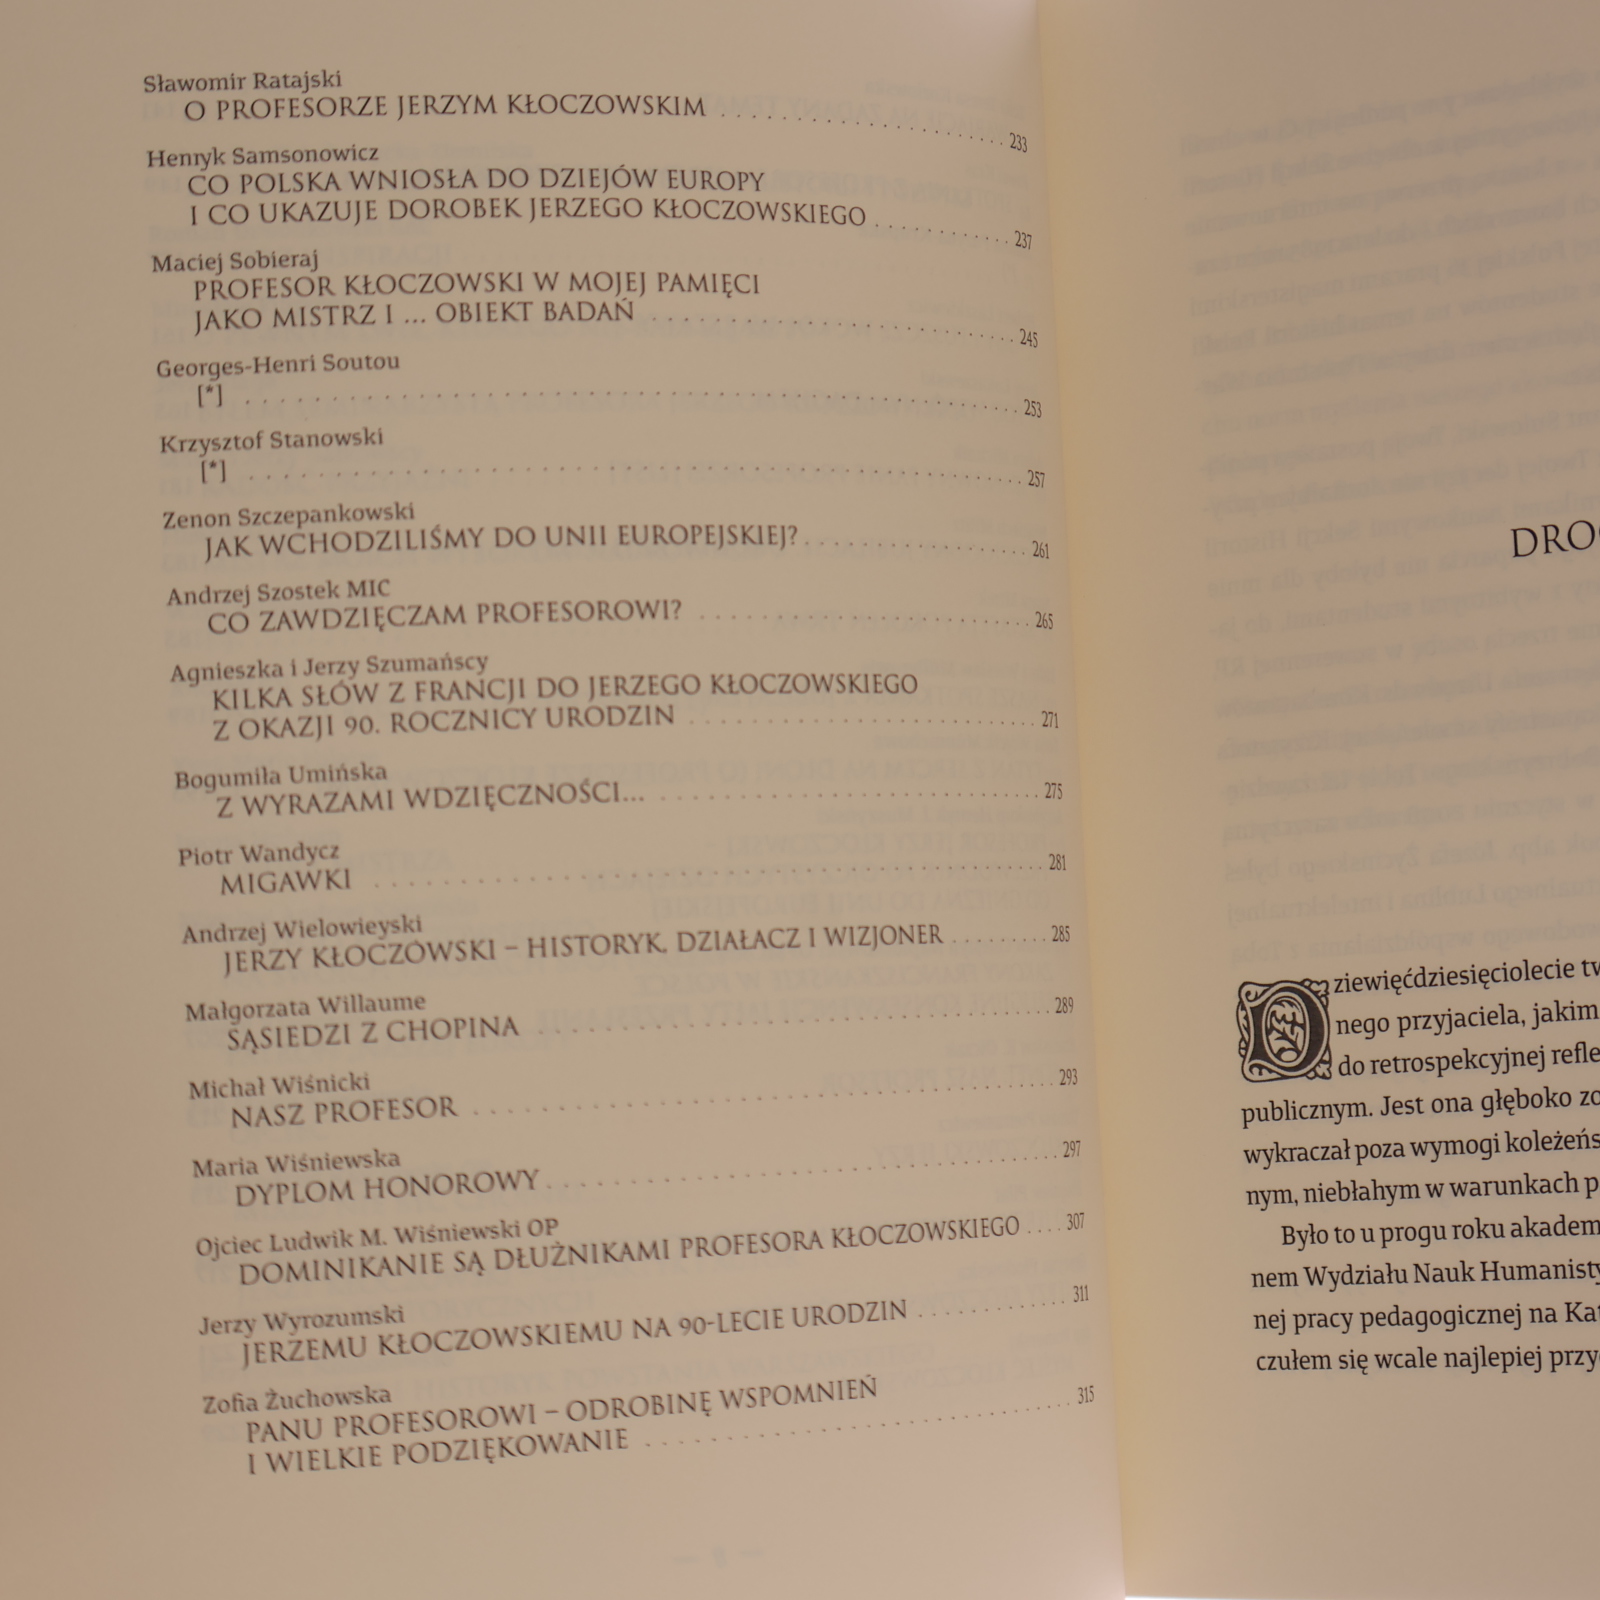 Sławomir Ratajski
O PROFESORZE JERZYM KŁOCZOWSKIM . . . . . . . . . . . . . . . . . . . . 233
Henryk Samsonowicz
CO POLSKA WNIOSŁA DO DZIEJÓW EUROPY
I CO UKAZUJE DOROBEK JERZEGO KŁOCZOWSKIEGO . . . . . . . . . . 237
Maciej Sobieraj
PROFESOR KŁOCZOWSKI W MOJEJ PAMIĘCI
JAKO MISTRZ I ... OBIEKT BADAŃ . . . . . . . . . . . . . . . . . . . . . . . . 245
Georges-Henri Soutou
[*] . . . . . . . . . . . . . . . . . . . . . . . . . . . . . . . . . . . . . . . . 253
Krzysztof Stanowski
[*] . . . . . . . . . . . . . . . . . . . . . . . . . . . . . . . . . . . . . . . . 257
Zenon Szczepankowski
JAK WCHODZILIŚMY DO UNII EUROPEJSKIEJ? . . . . . . . . . . . . . . . 261
Andrzej Szostek MIC
CO ZAWDZIĘCZAM PROFESOROWI? . . . . . . . . . . . . . . . . . . . . . . 265
Agnieszka i Jerzy Szumańscy
KILKA SŁÓW Z FRANCJI DO JERZEGO KŁOCZOWSKIEGO
Z OKAZJI 90. ROCZNICY URODZIN . . . . . . . . . . . . . . . . . . . . . . . 271
Bogumiła Umińska
Z WYRAZAMI WDZIĘCZNOŚCI... . . . . . . . . . . . . . . . . . . . . . . . . . 275
Piotr Wandycz
MIGAWKI . . . . . . . . . . . . . . . . . . . . . . . . . . . . . . . . . . . . . 281
Andrzej Wielowieyski
JERZY KŁOCZOWSKI – HISTORYK, DZIAŁACZ I WIZJONER . . . . . . . . 285
Małgorzata Willaume
SĄSIEDZI Z CHOPINA . . . . . . . . . . . . . . . . . . . . . . . . . . . . . . 289
Michał Wiśnicki
NASZ PROFESOR . . . . . . . . . . . . . . . . . . . . . . . . . . . . . . . . . 293
Maria Wiśniewska
DYPLOM HONOROWY . . . . . . . . . . . . . . . . . . . . . . . . . . . . . . 297
Ojciec Ludwik M. Wiśniewski OP
DOMINIKANIE SĄ DŁUŻNIKAMI PROFESORA KŁOCZOWSKIEGO . . . . 307
Jerzy Wyrozumski
JERZEMU KŁOCZOWSKIEMU NA 90-LECIE URODZIN . . . . . . . . . . . . 311
Zofia Żuchowska
PANU PROFESOROWI – ODROBINĘ WSPOMNIEŃ
I WIELKIE PODZIĘKOWANIE . . . . . . . . . . . . . . . . . . . . . . . . . . 315
DRO
Dziewięćdziesięciolecie tw
nego przyjaciela, jakim
do retrospekcyjnej refle
publicznym. Jest ona głęboko zo
wykraczał poza wymogi koleżeńs
nym, niebłahym w warunkach p
Było to u progu roku akadem
nem Wydziału Nauk Humanisty
nej pracy pedagogicznej na Kat
czułem się wcale najlepiej przy